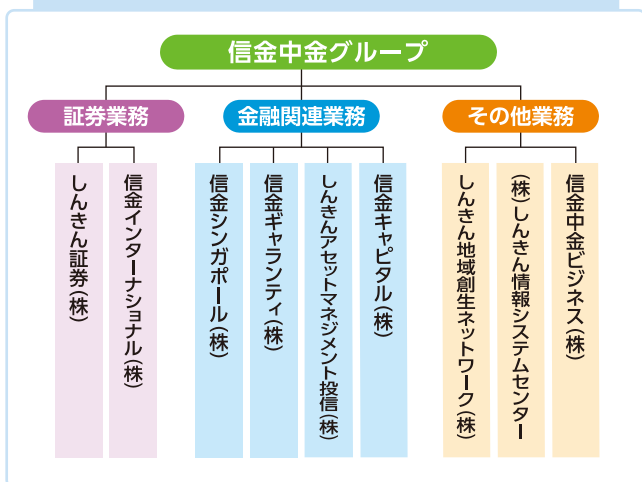 信金中金グループ
証券業務
金融関連業務
その他業務
しんきん証券(株)
信金インターナショナル(株)
信金シンガポール(株)
信金ギャランティ(株)
しんきんアセットマネジメント投信(株)
信金キャピタル(株)
しんきん地域創生ネットワーク(株)
(株)しんきん情報システムセンター
信金中金ビジネス(株)